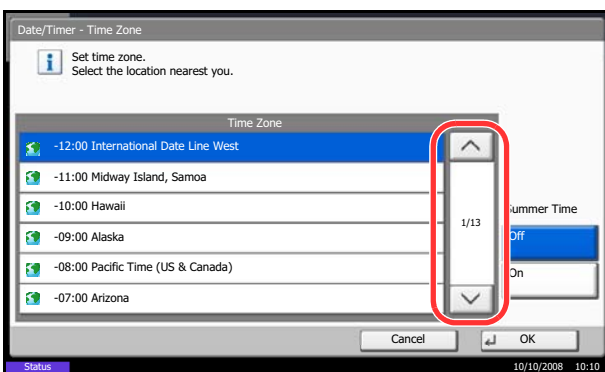 Date/Timer - Time Zone
Set time zone.
Select the location nearest you.
Time Zone
-12:00 International Date Line West
-11:00 Midway Island, Samoa
-10:00 Hawaii
-09:00 Alaska
-08:00 Pacific Time (US & Canada)
-07:00 Arizona
1/13
Summer Time
Off
On
Cancel
OK
Status
10/10/2008 10:10